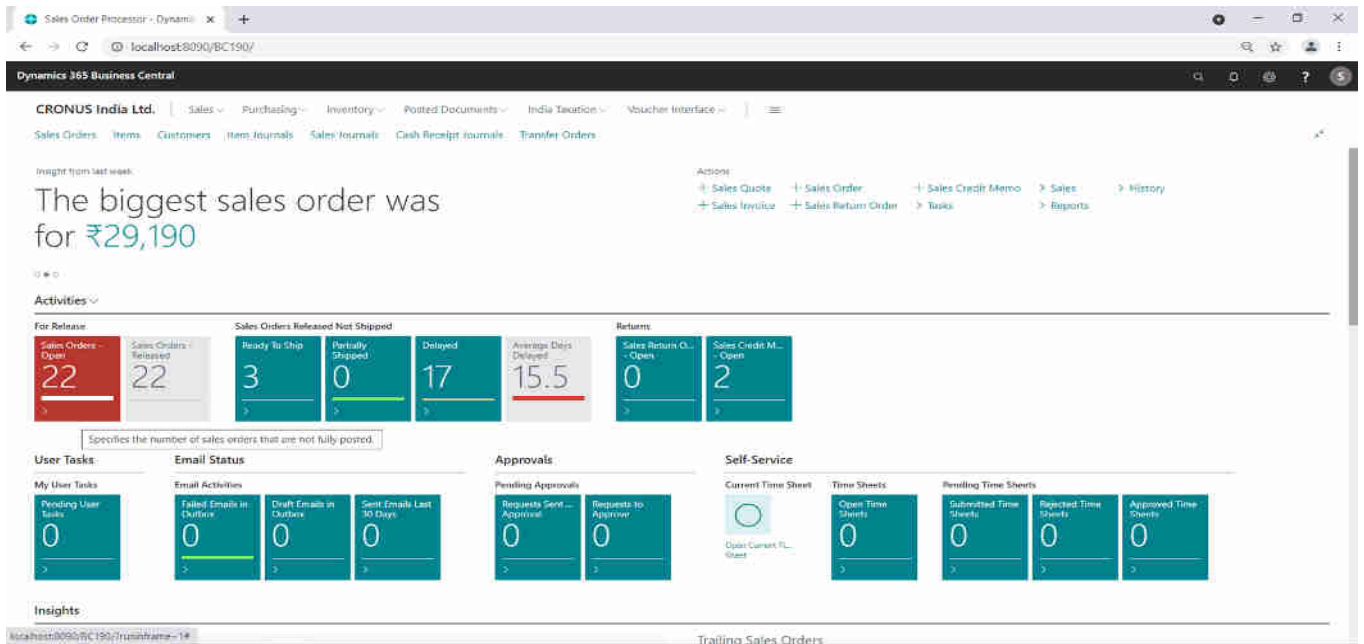 Sales Order Processor - Dynami
localhost:8090/BC190/
Dynamics 365 Business Central
S
CRONUS India Ltd. Sales Purchasing Inventory Posted Documents India Taxation Voucher Interface
Sales Orders Items Customers Item Journals Sales Journals Cash Receipt Journals Transfer Orders
Insight from last week
The biggest sales order was
for ₹29,190
Actions
+ Sales Quote + Sales Order + Sales Credit Memo > Sales > History
+ Sales Invoice + Sales Return Order > Tasks > Reports
Activities
For Release
Sales Orders -
Open
22
Sales Orders -
Released
22
Sales Orders Released Not Shipped
Ready To Ship
3
Partially
Shipped
0
Delayed
17
Average Days
Delayed
15.5
Returns
Sales Return O...
- Open
0
Sales Credit M...
- Open
2
Specifies the number of sales orders that are not fully posted.
User Tasks
My User Tasks
Pending User
Tasks
0
Email Status
Email Activities
Failed Emails in
Outbox
0
Draft Emails in
Outbox
0
Sent Emails Last
30 Days
0
Approvals
Pending Approvals
Requests Sent ...
Approval
0
Requests to
Approve
0
Self-Service
Current Time Sheet
Open Current Ti...
Sheet
Time Sheets
Open Time
Sheets
0
Pending Time Sheets
Submitted Time
Sheets
0
Rejected Time
Sheets
0
Approved Time
Sheets
0
Insights
Trailing Sales Orders
localhost:8090/BC190/?runinframe=1#